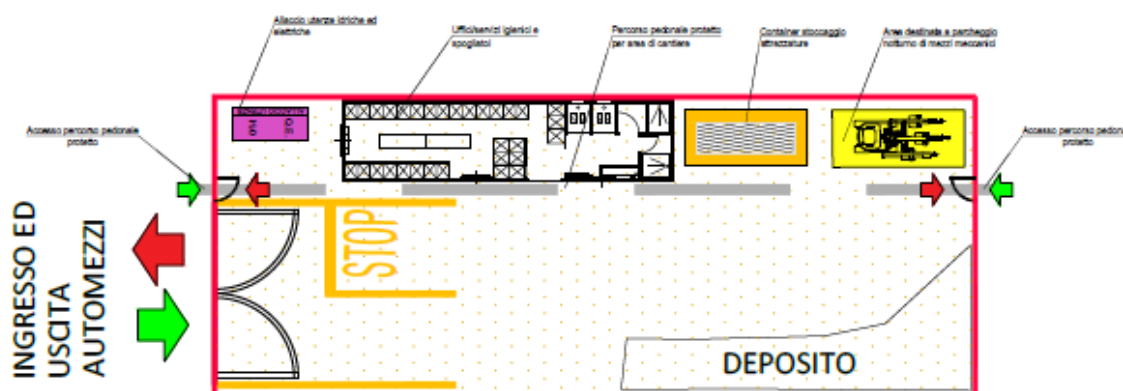 Allaccio utenze idriche ed
elettriche
Uffici/servizi igienici e
spogliatoi
Percorso pedonale protetto
per area di cantiere
Container stoccaggio
attrezzature
Area destinata a parcheggio
notturno di mezzi meccanici
Accesso percorso pedonale
protetto
Accesso percorso pedon
protetto
STOP
INGRESSO ED
USCITA
AUTOMEZZI
DEPOSITO